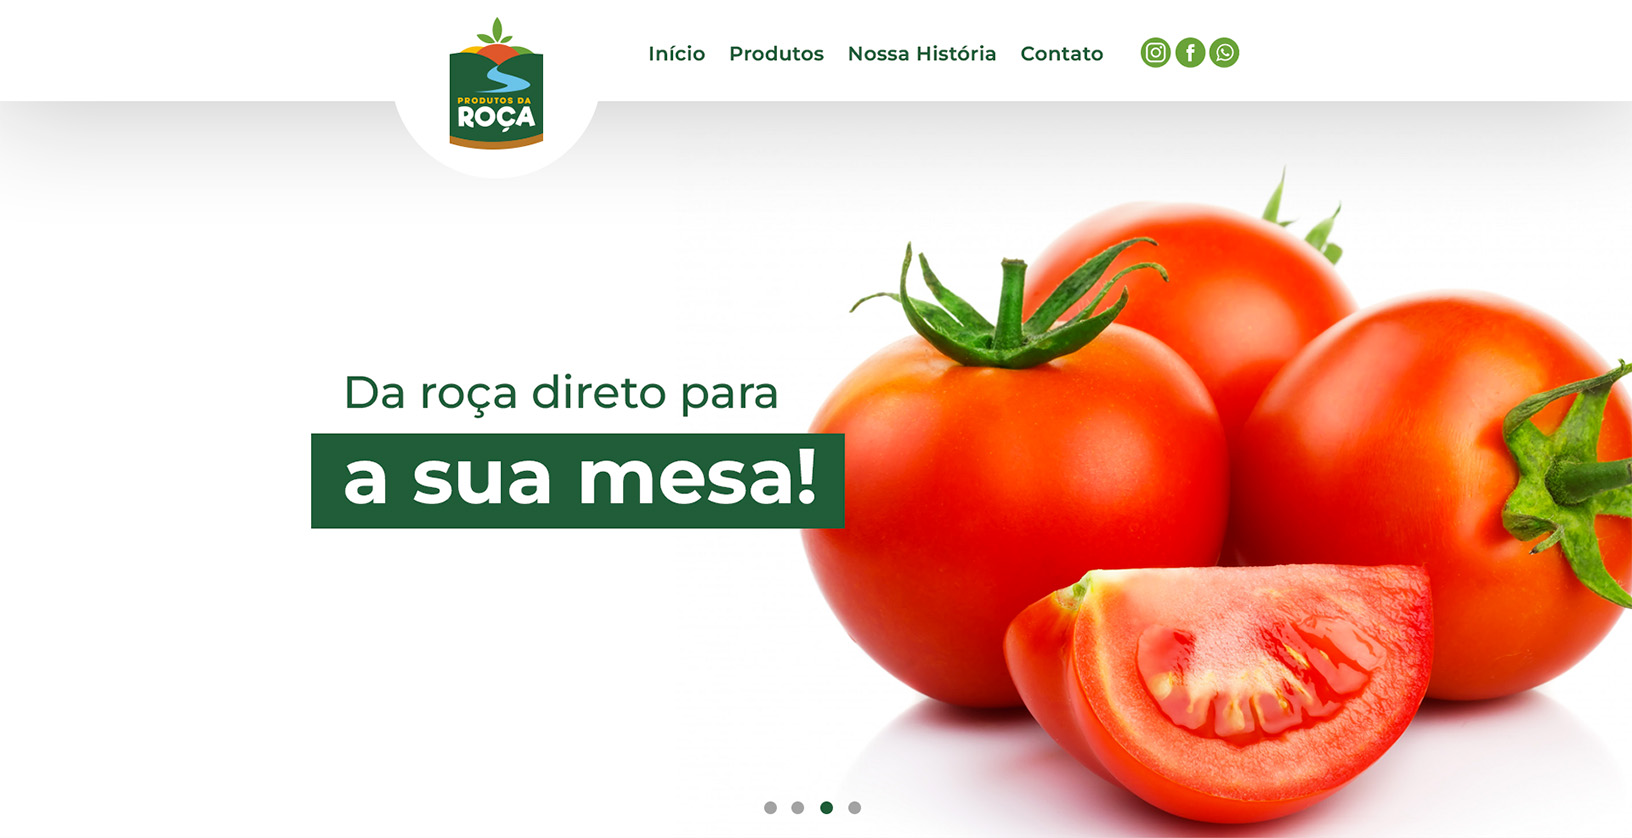 PRODUTOS DA
ROÇA
Início Produtos Nossa História Contato
Da roça direto para
a sua mesa!